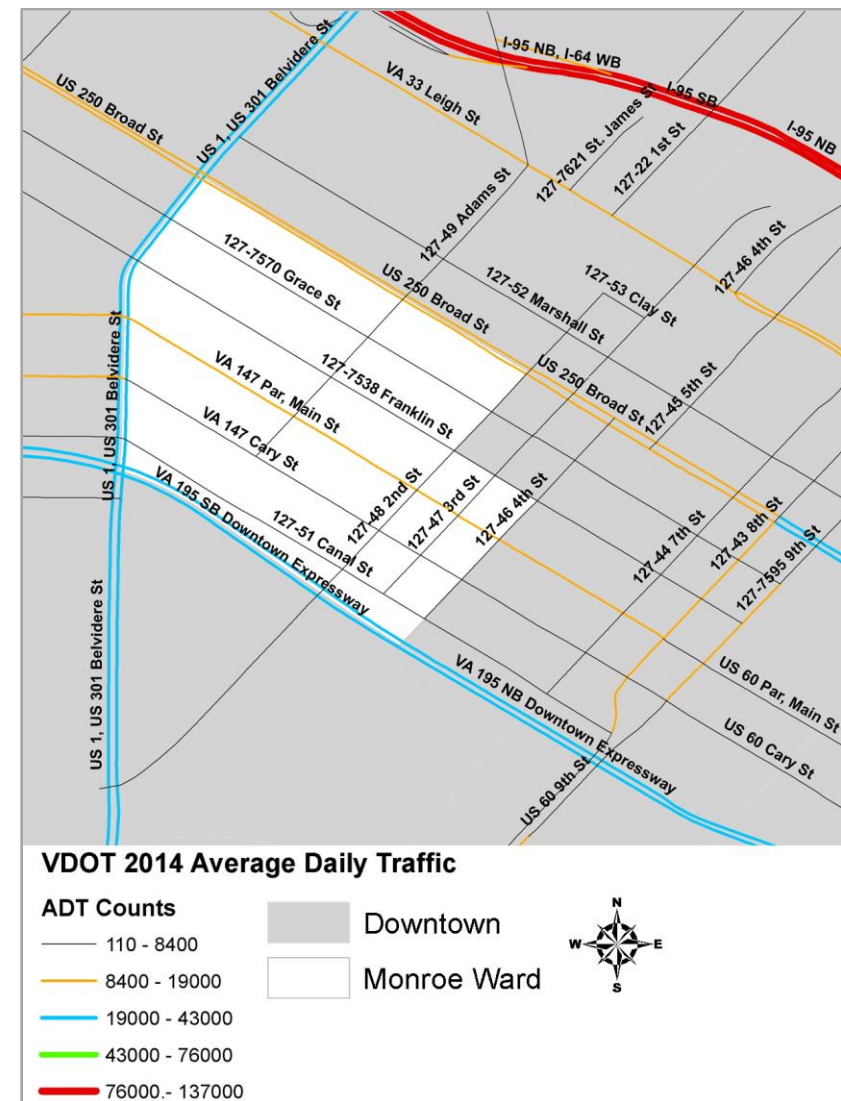 I-95 NB, I-64 WB
I-95 SB
I-95 NB
US 1, US 301 Belvidere St
VA 33 Leigh St
US 250 Broad St
127-7621 St. James St
127-22 1st St
127-49 Adams St
127-46 4th St
127-7570 Grace St
US 250 Broad St
127-52 Marshall St
127-53 Clay St
US 1, US 301 Belvidere St
VA 147 Par, Main St
127-7538 Franklin St
US 250 Broad St
127-45 5th St
VA 147 Cary St
VA 195 SB Downtown Expressway
127-51 Canal St
127-48 2nd St
127-47 3rd St
127-46 4th St
127-44 7th St
127-43 8th St
127-7595 9th St
US 1, US 301 Belvidere St
VA 195 NB Downtown Expressway
US 60 Par, Main St
US 60 Cary St
US 60 9th St
VDOT 2014 Average Daily Traffic
ADT Counts
110 - 8400
8400 - 19000
19000 - 43000
43000 - 76000
76000.- 137000
Downtown
Monroe Ward
N
W
E
S